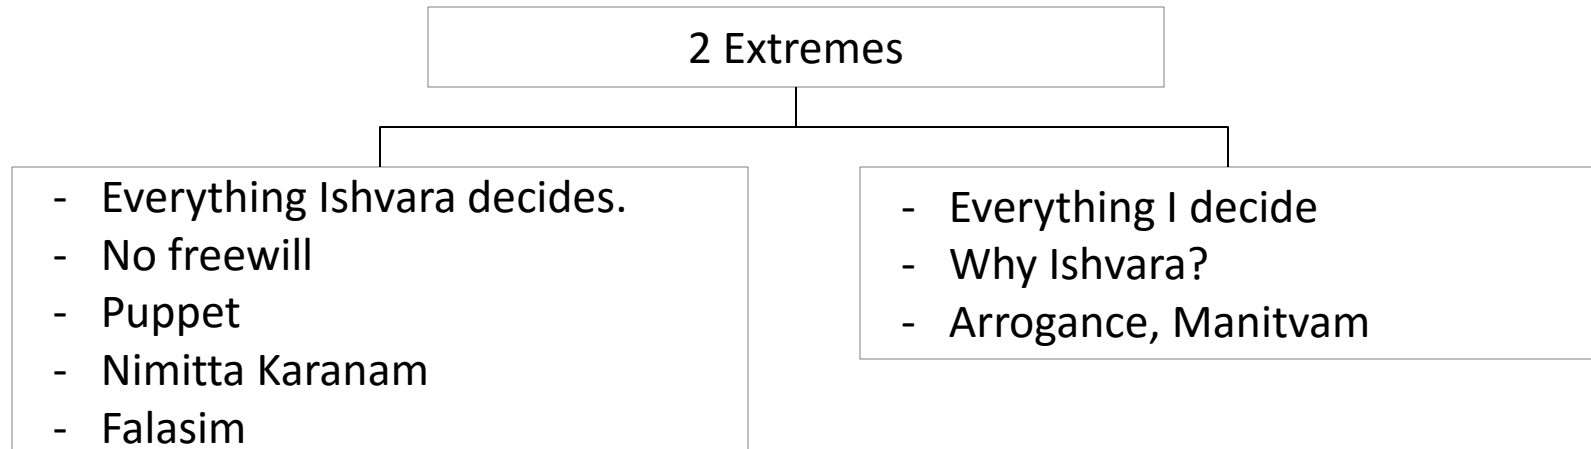 2 Extremes
- Everything Ishvara decides.
- No freewill
- Puppet
- Nimitta Karanam
- Falasim
- Everything I decide
- Why Ishvara?
- Arrogance, Manitvam